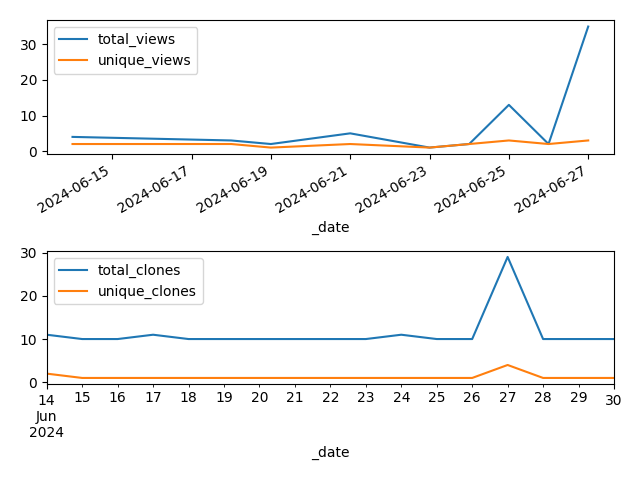 total_views
unique_views
30
20
10
0
2024-06-15
2024-06-17
2024-06-19
2024-06-21
2024-06-23
2024-06-25
2024-06-27
_date
total_clones
unique_clones
30
20
10
0
14 15 16 17 18 19 20 21 22 23 24 25 26 27 28 29 30
Jun
2024
_date